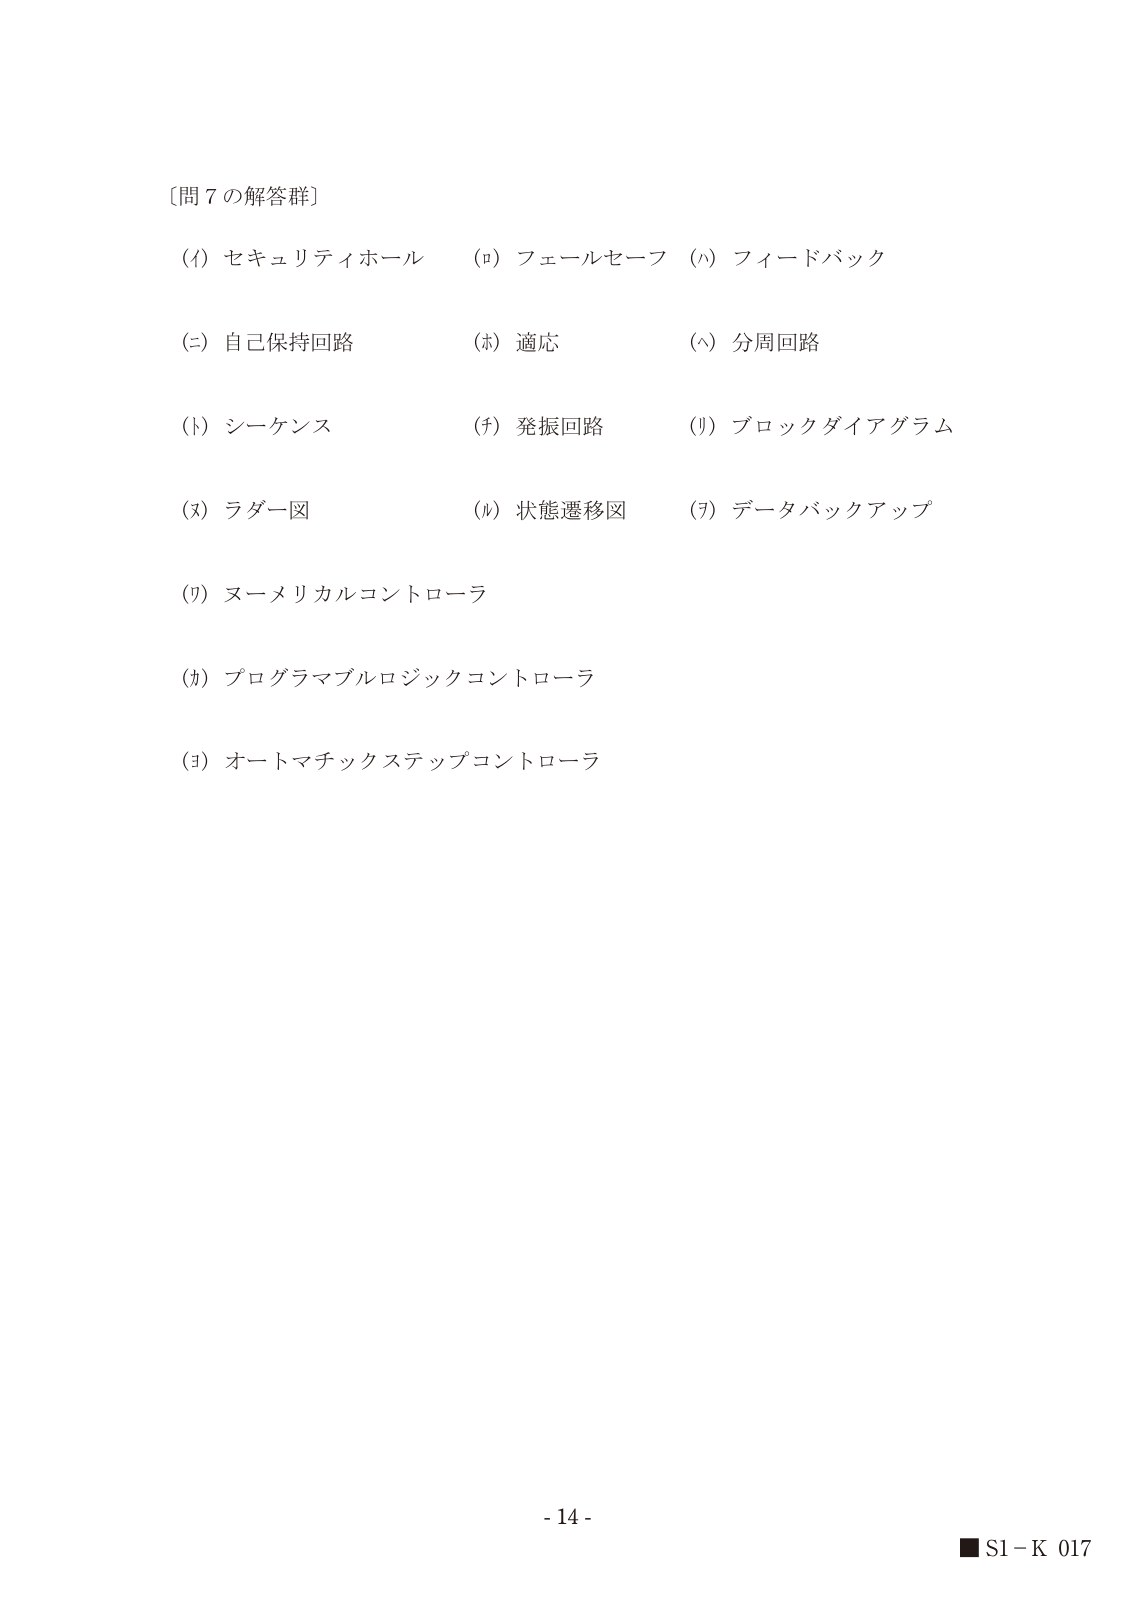 〔問７の解答群〕
(ｲ) セキュリティホール (ﾛ) フェールセーフ (ﾊ) フィードバック
(ﾆ) 自己保持回路 (ﾎ) 適応 (ﾍ) 分周回路
(ﾄ) シーケンス (ﾁ) 発振回路 (ﾘ) ブロックダイアグラム
(ﾇ) ラダー図 (ﾙ) 状態遷移図 (ｦ) データバックアップ
(ﾜ) ヌーメリカルコントローラ
(ｶ) プログラマブルロジックコントローラ
(ﾖ) オートマチックステップコントローラ
- 14 -
■ S1－K 017